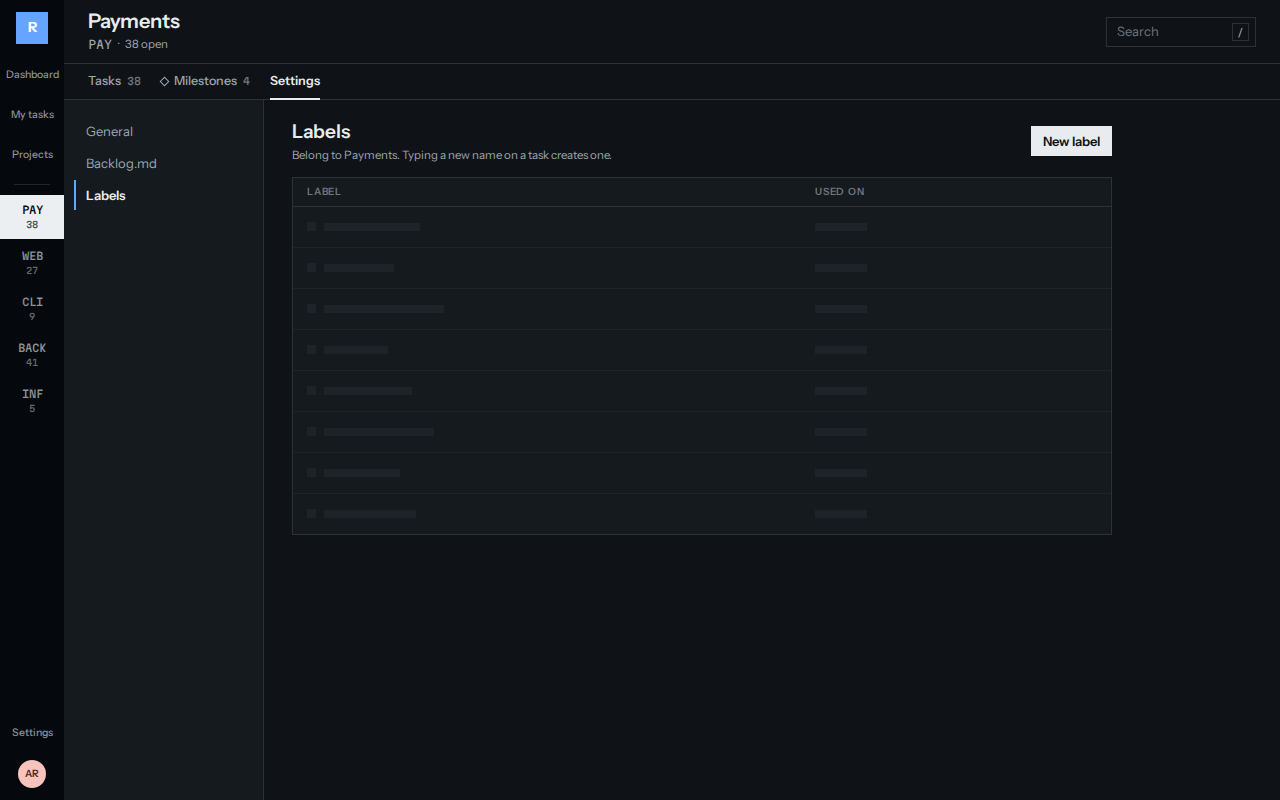 R
Dashboard
My tasks
Projects
PAY
38
WEB
27
CLI
9
BACK
41
INF
5
Settings
AR
Payments
PAY · 38 open
Search /
Tasks 38 ◇ Milestones 4 Settings
General
Backlog.md
Labels
Labels
Belong to Payments. Typing a new name on a task creates one.
New label
LABEL USED ON